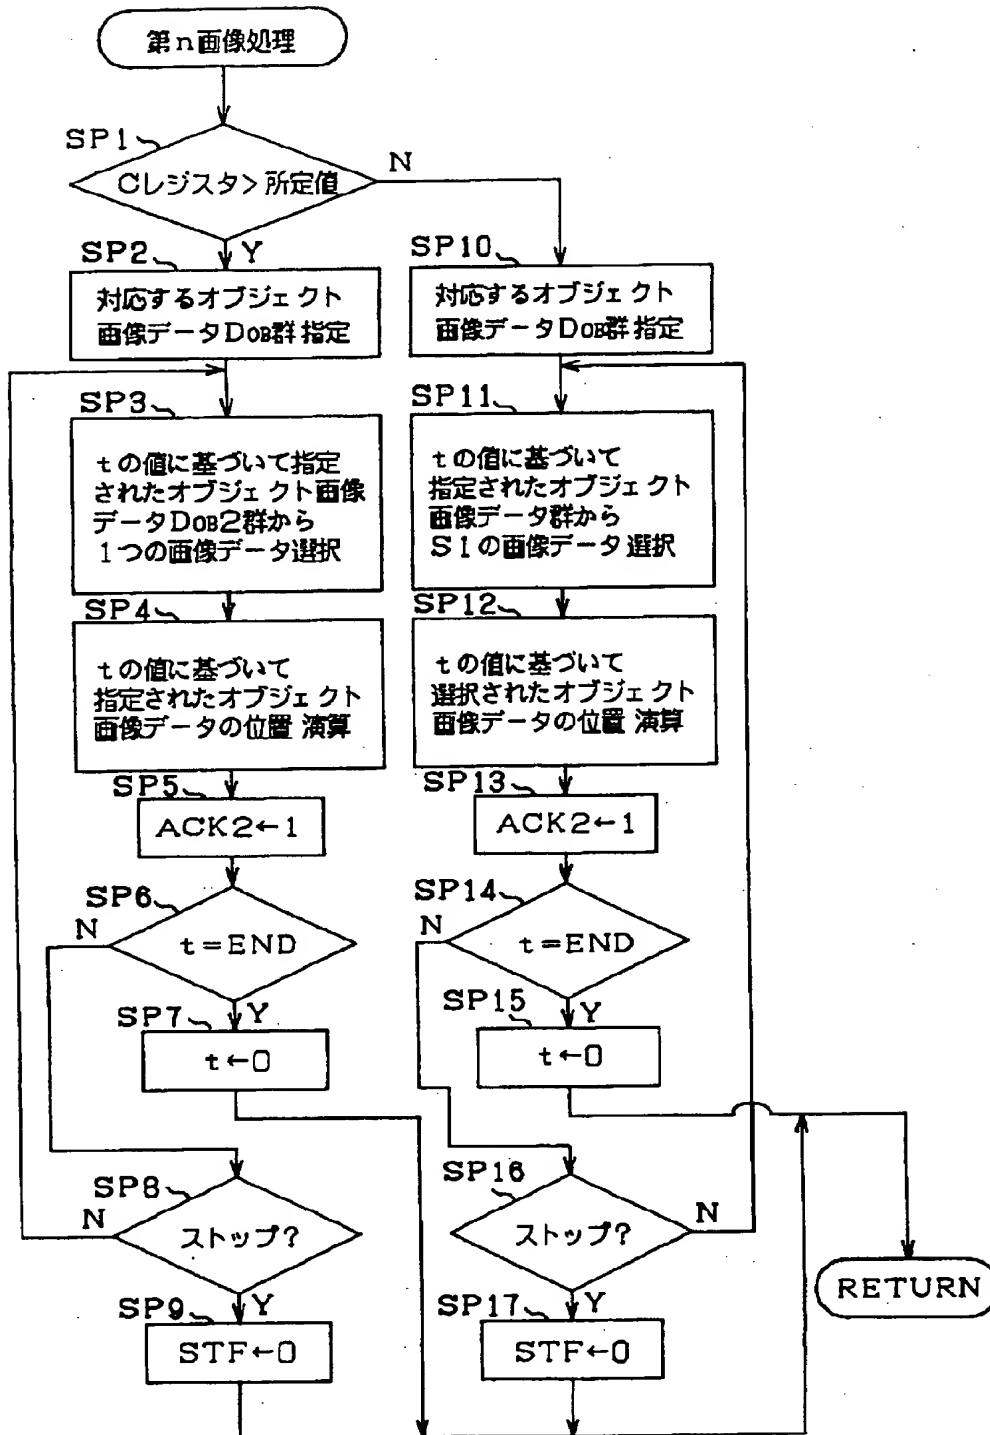 第n画像処理
SP1
Cレジスタ>所定値
N
Y
SP2
対応するオブジェクト
画像データDOB群指定
SP3
tの値に基づいて指定
されたオブジェクト画像
データDOB2群から
1つの画像データ選択
SP4
tの値に基づいて
指定されたオブジェクト
画像データの位置演算
SP5
ACK2←1
SP6
N
t=END
Y
SP7
t←0
SP8
N
ストップ?
Y
SP9
STF←0
SP10
対応するオブジェクト
画像データDOB群指定
SP11
tの値に基づいて
指定されたオブジェクト
画像データ群から
S1の画像データ選択
SP12
tの値に基づいて
選択されたオブジェクト
画像データの位置演算
SP13
ACK2←1
SP14
N
t=END
Y
SP15
t←0
SP16
ストップ?
N
Y
SP17
STF←0
RETURN